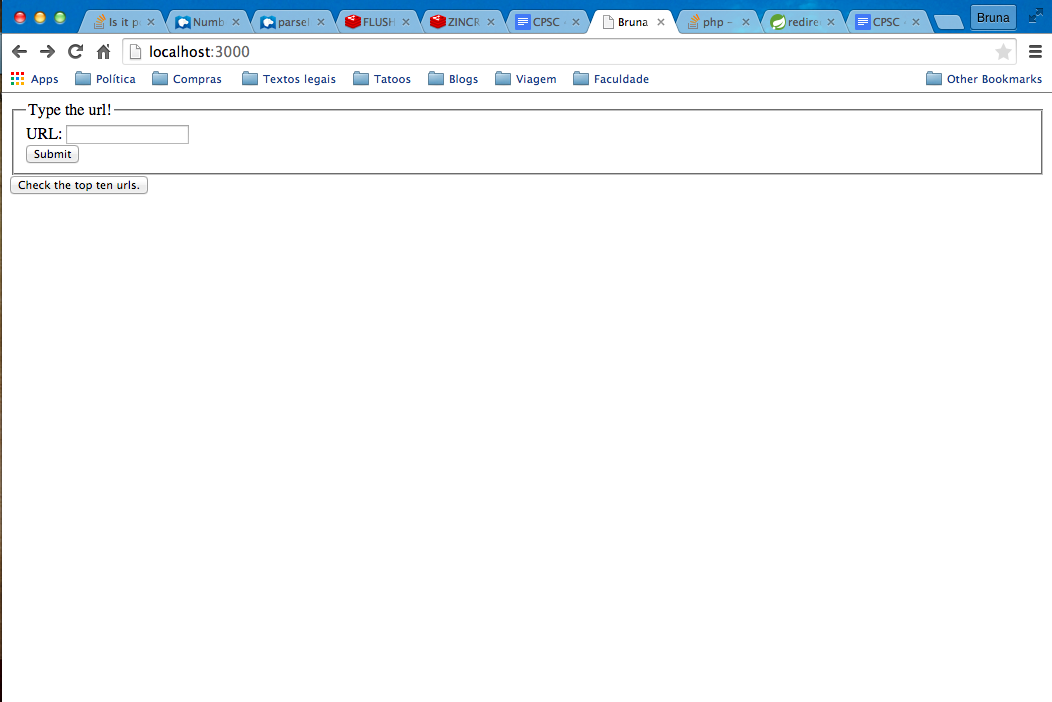 Is it p Numb parsel FLUSH ZINCR CPSC Bruna php - redire CPSC Bruna
localhost:3000
Apps Política Compras Textos legais Tatoos Blogs Viagem Faculdade Other Bookmarks
Type the url!
URL:
Submit
Check the top ten urls.